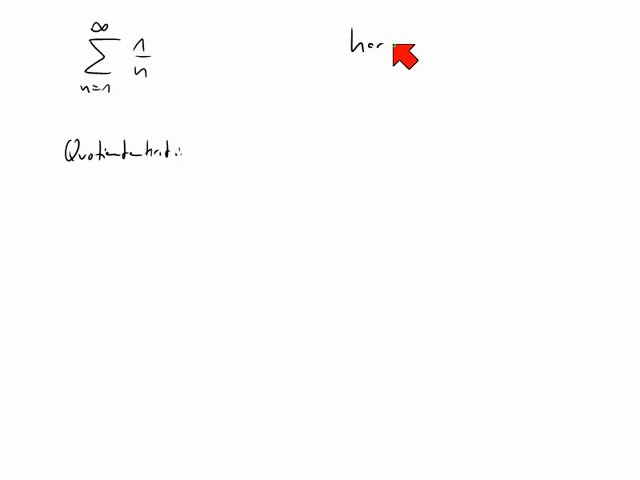 ∞
∑ 1/n
n=1
har
Quotientenkrit.: